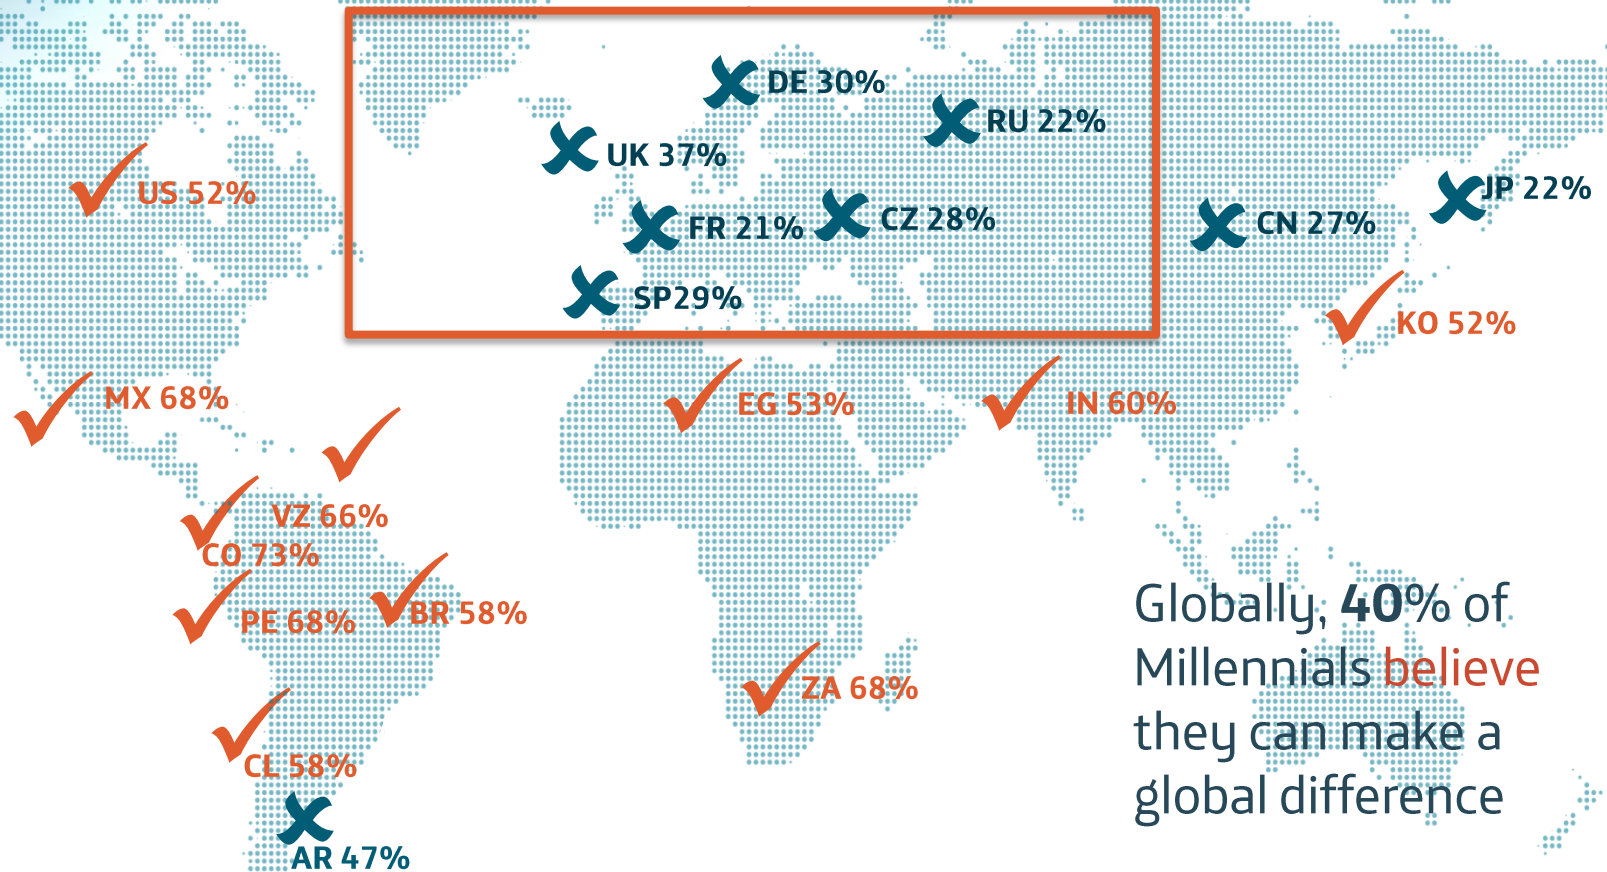 DE 30%
RU 22%
UK 37%
US 52%
JP 22%
FR 21%
CZ 28%
CN 27%
SP29%
KO 52%
MX 68%
EG 53%
IN 60%
VZ 66%
CO 73%
PE 68%
BR 58%
ZA 68%
CL 58%
AR 47%
Globally, 40% of
Millennials believe
they can make a
global difference